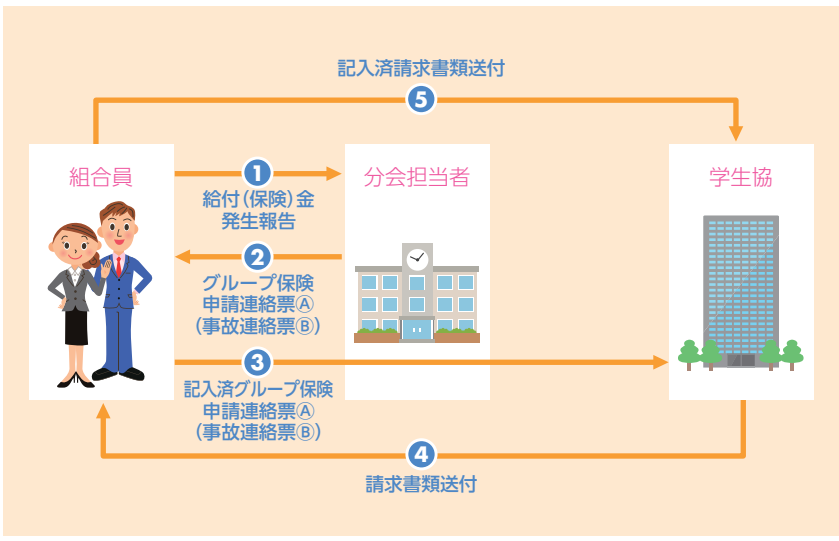 記入済請求書類送付
5
組合員
分会担当者
学生協
1
給付(保険)金
発生報告
2
グループ保険
申請連絡票Ⓐ
(事故連絡票Ⓑ)
3
記入済グループ保険
申請連絡票Ⓐ
(事故連絡票Ⓑ)
4
請求書類送付